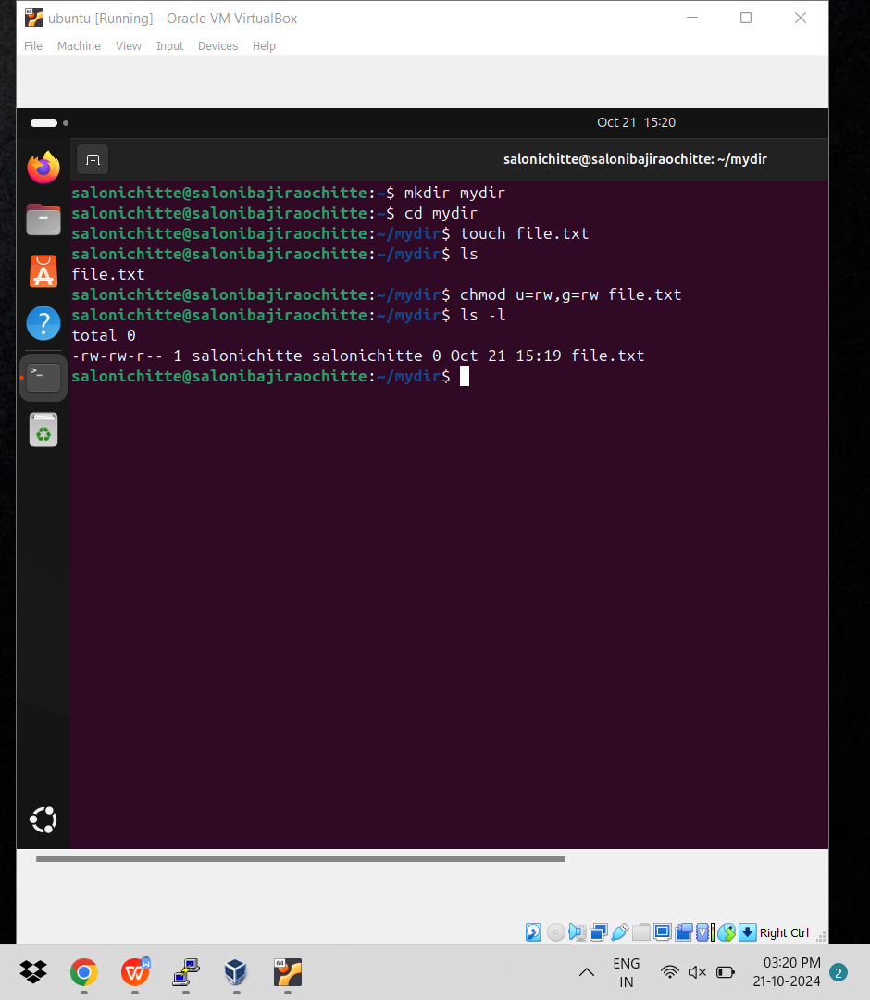 ubuntu [Running] - Oracle VM VirtualBox
File Machine View Input Devices Help
Oct 21 15:20
salonichitte@salonibajiraochitte: ~/mydir
salonichitte@salonibajiraochitte:~$ mkdir mydir
salonichitte@salonibajiraochitte:~$ cd mydir
salonichitte@salonibajiraochitte:~/mydir$ touch file.txt
salonichitte@salonibajiraochitte:~/mydir$ ls
file.txt
salonichitte@salonibajiraochitte:~/mydir$ chmod u=rw,g=rw file.txt
salonichitte@salonibajiraochitte:~/mydir$ ls -l
total 0
-rw-rw-r-- 1 salonichitte salonichitte 0 Oct 21 15:19 file.txt
salonichitte@salonibajiraochitte:~/mydir$
Right Ctrl
ENG
IN
03:20 PM
21-10-2024
2